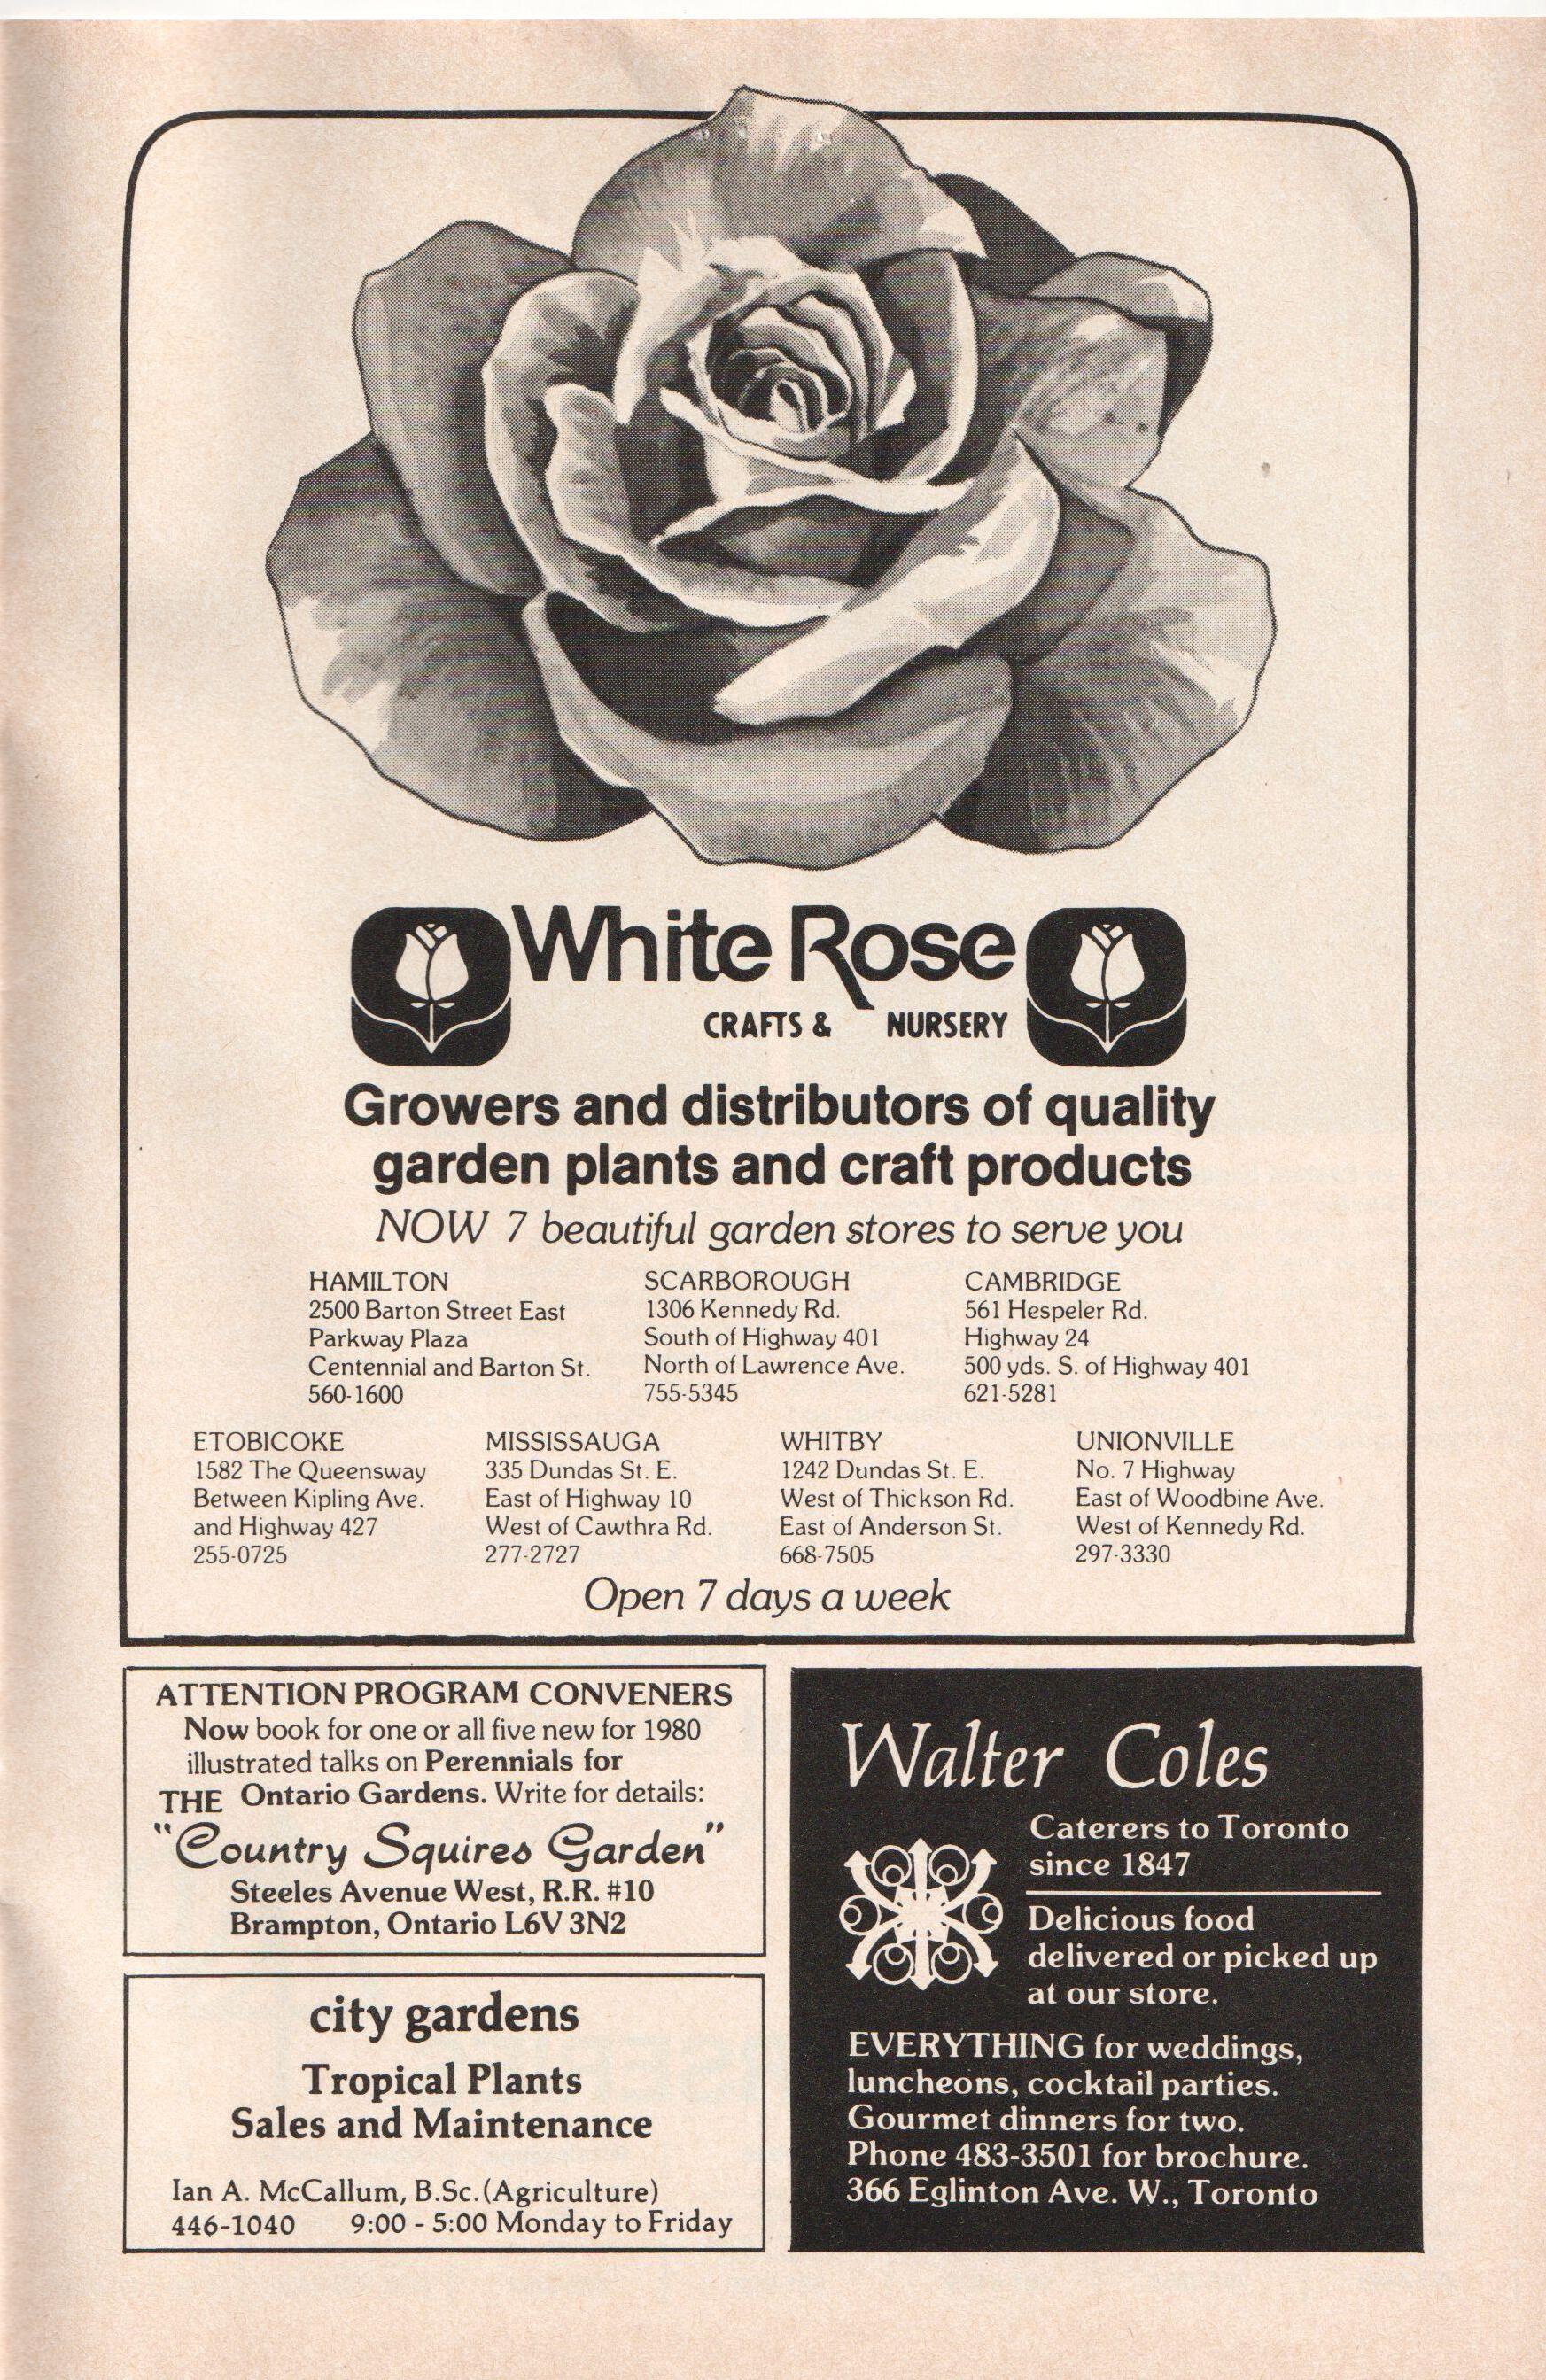 White Rose
CRAFTS & NURSERY
Growers and distributors of quality
garden plants and craft products
NOW 7 beautiful garden stores to serve you
HAMILTON
2500 Barton Street East
Parkway Plaza
Centennial and Barton St.
560-1600
SCARBOROUGH
1306 Kennedy Rd.
South of Highway 401
North of Lawrence Ave.
755-5345
CAMBRIDGE
561 Hespeler Rd.
Highway 24
500 yds. S. of Highway 401
621-5281
ETOBICOKE
1582 The Queensway
Between Kipling Ave.
and Highway 427
255-0725
MISSISSAUGA
335 Dundas St. E.
East of Highway 10
West of Cawthra Rd.
277-2727
WHITBY
1242 Dundas St. E.
West of Thickson Rd.
East of Anderson St.
668-7505
UNIONVILLE
No. 7 Highway
East of Woodbine Ave.
West of Kennedy Rd.
297-3330
Open 7 days a week
ATTENTION PROGRAM CONVENERS
Now book for one or all five new for 1980
illustrated talks on Perennials for
THE Ontario Gardens. Write for details:
"Country Squires Garden"
Steeles Avenue West, R.R. #10
Brampton, Ontario L6V 3N2
city gardens
Tropical Plants
Sales and Maintenance
Ian A. McCallum, B.Sc.(Agriculture)
446-1040 9:00 - 5:00 Monday to Friday
Walter Coles
Caterers to Toronto
since 1847
Delicious food
delivered or picked up
at our store.
EVERYTHING for weddings,
luncheons, cocktail parties.
Gourmet dinners for two.
Phone 483-3501 for brochure.
366 Eglinton Ave. W., Toronto